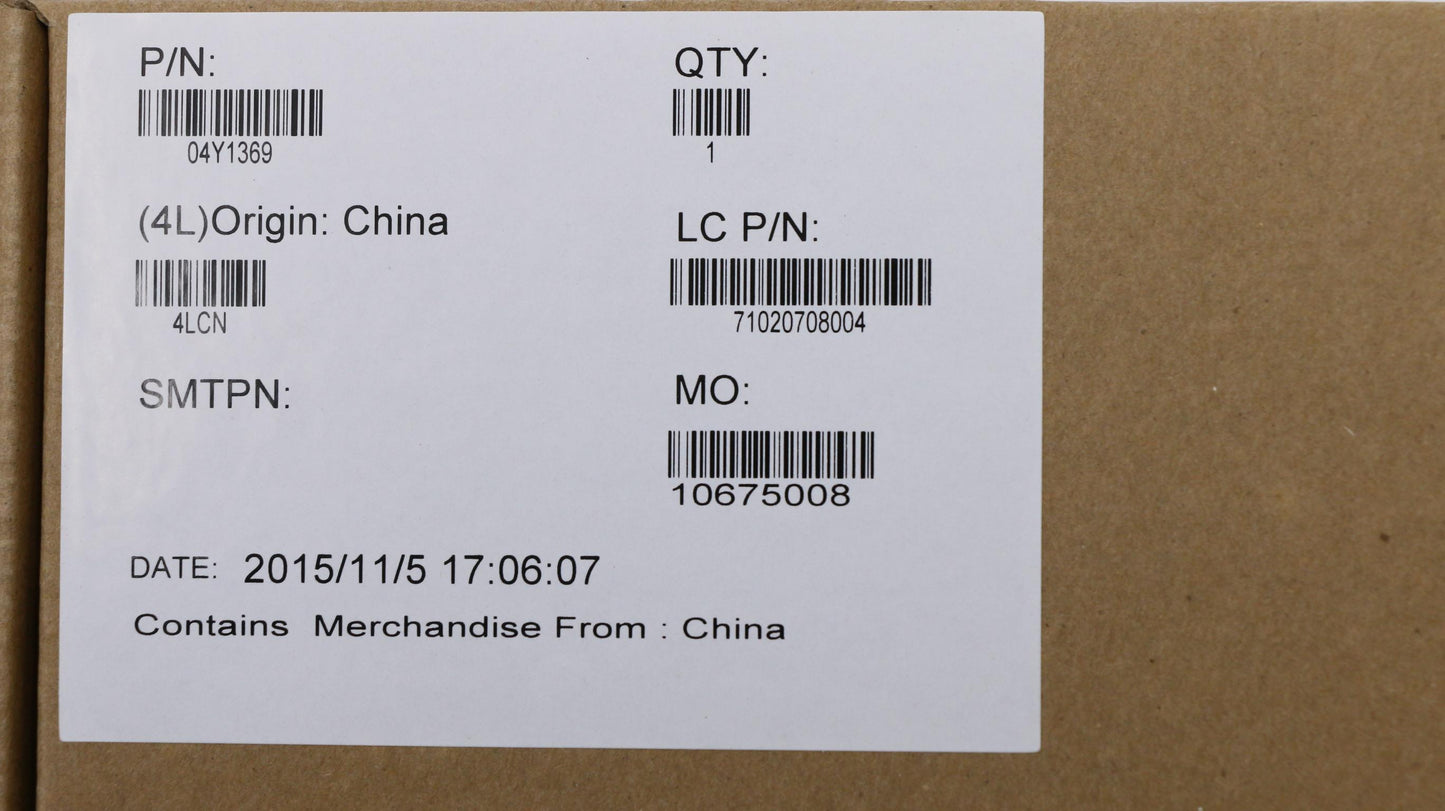 P/N:
04Y1369
QTY:
1
(4L)Origin: China
4LCN
LC P/N:
71020708004
SMTPN:
MO:
10675008
DATE: 2015/11/5 17:06:07
Contains Merchandise From : China